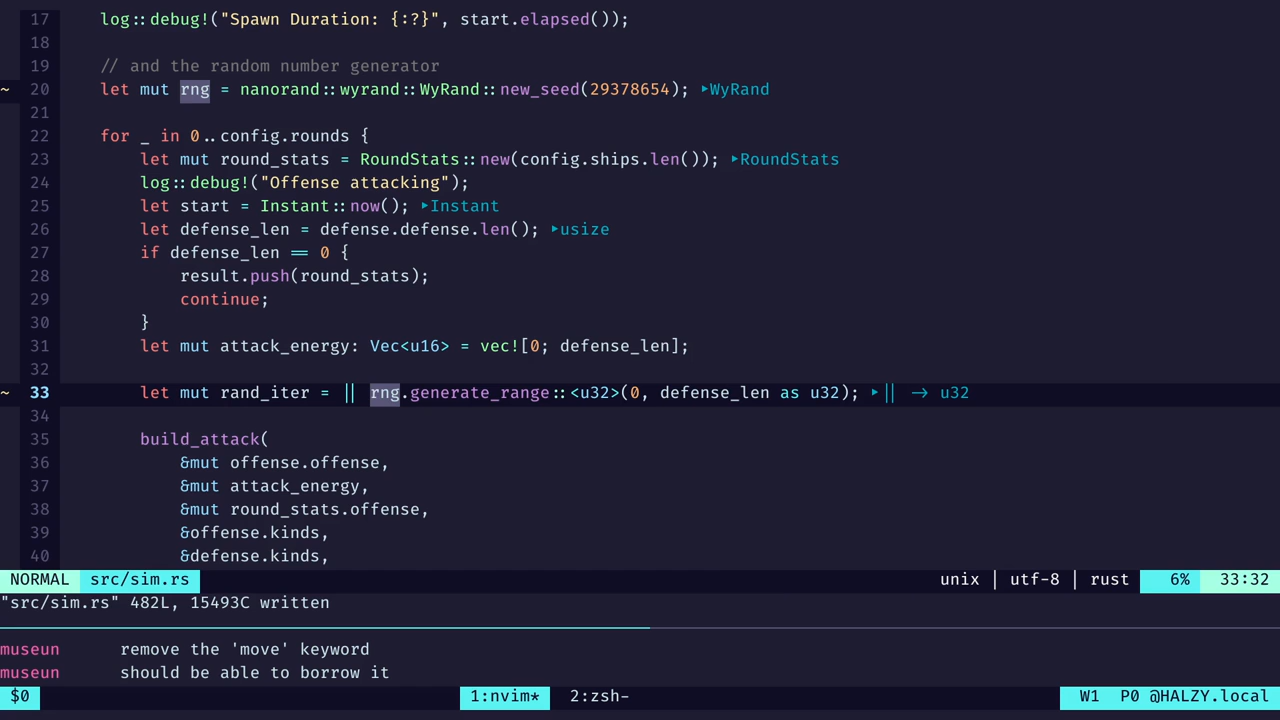 17 log::debug!("Spawn Duration: {:?}", start.elapsed());
18
19 // and the random number generator
~ 20 let mut rng = nanorand::wyrand::WyRand::new_seed(29378654); ▸WyRand
21
22 for _ in 0..config.rounds {
23 let mut round_stats = RoundStats::new(config.ships.len()); ▸RoundStats
24 log::debug!("Offense attacking");
25 let start = Instant::now(); ▸Instant
26 let defense_len = defense.defense.len(); ▸usize
27 if defense_len == 0 {
28 result.push(round_stats);
29 continue;
30 }
31 let mut attack_energy: Vec<u16> = vec![0; defense_len];
32
~ 33 let mut rand_iter = || rng.generate_range::<u32>(0, defense_len as u32); ▸|| -> u32
34
35 build_attack(
36 &mut offense.offense,
37 &mut attack_energy,
38 &mut round_stats.offense,
39 &offense.kinds,
40 &defense.kinds,
NORMAL src/sim.rs unix | utf-8 | rust 6% 33:32
"src/sim.rs" 482L, 15493C written
museun remove the 'move' keyword
museun should be able to borrow it
$0 1:nvim* 2:zsh- W1 P0 @HALZY.local